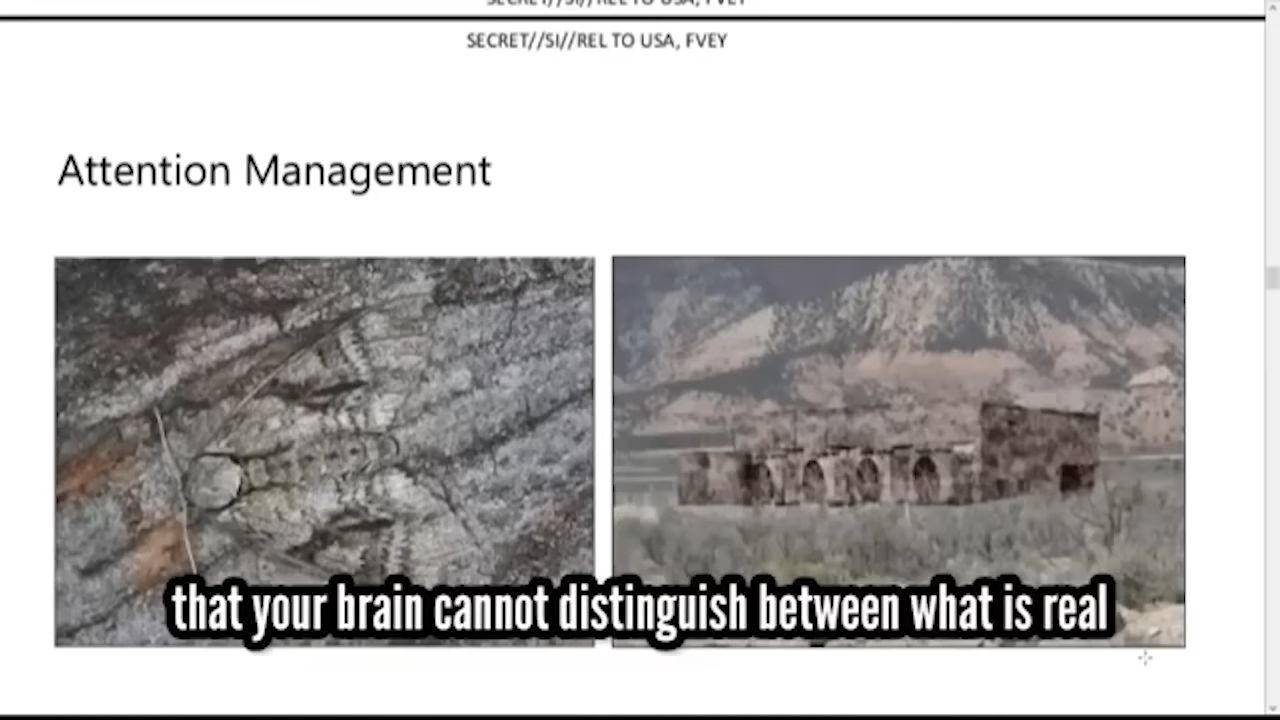 SECRET//SI//REL TO USA, FVEY
SECRET//SI//REL TO USA, FVEY
Attention Management
that your brain cannot distinguish between what is real